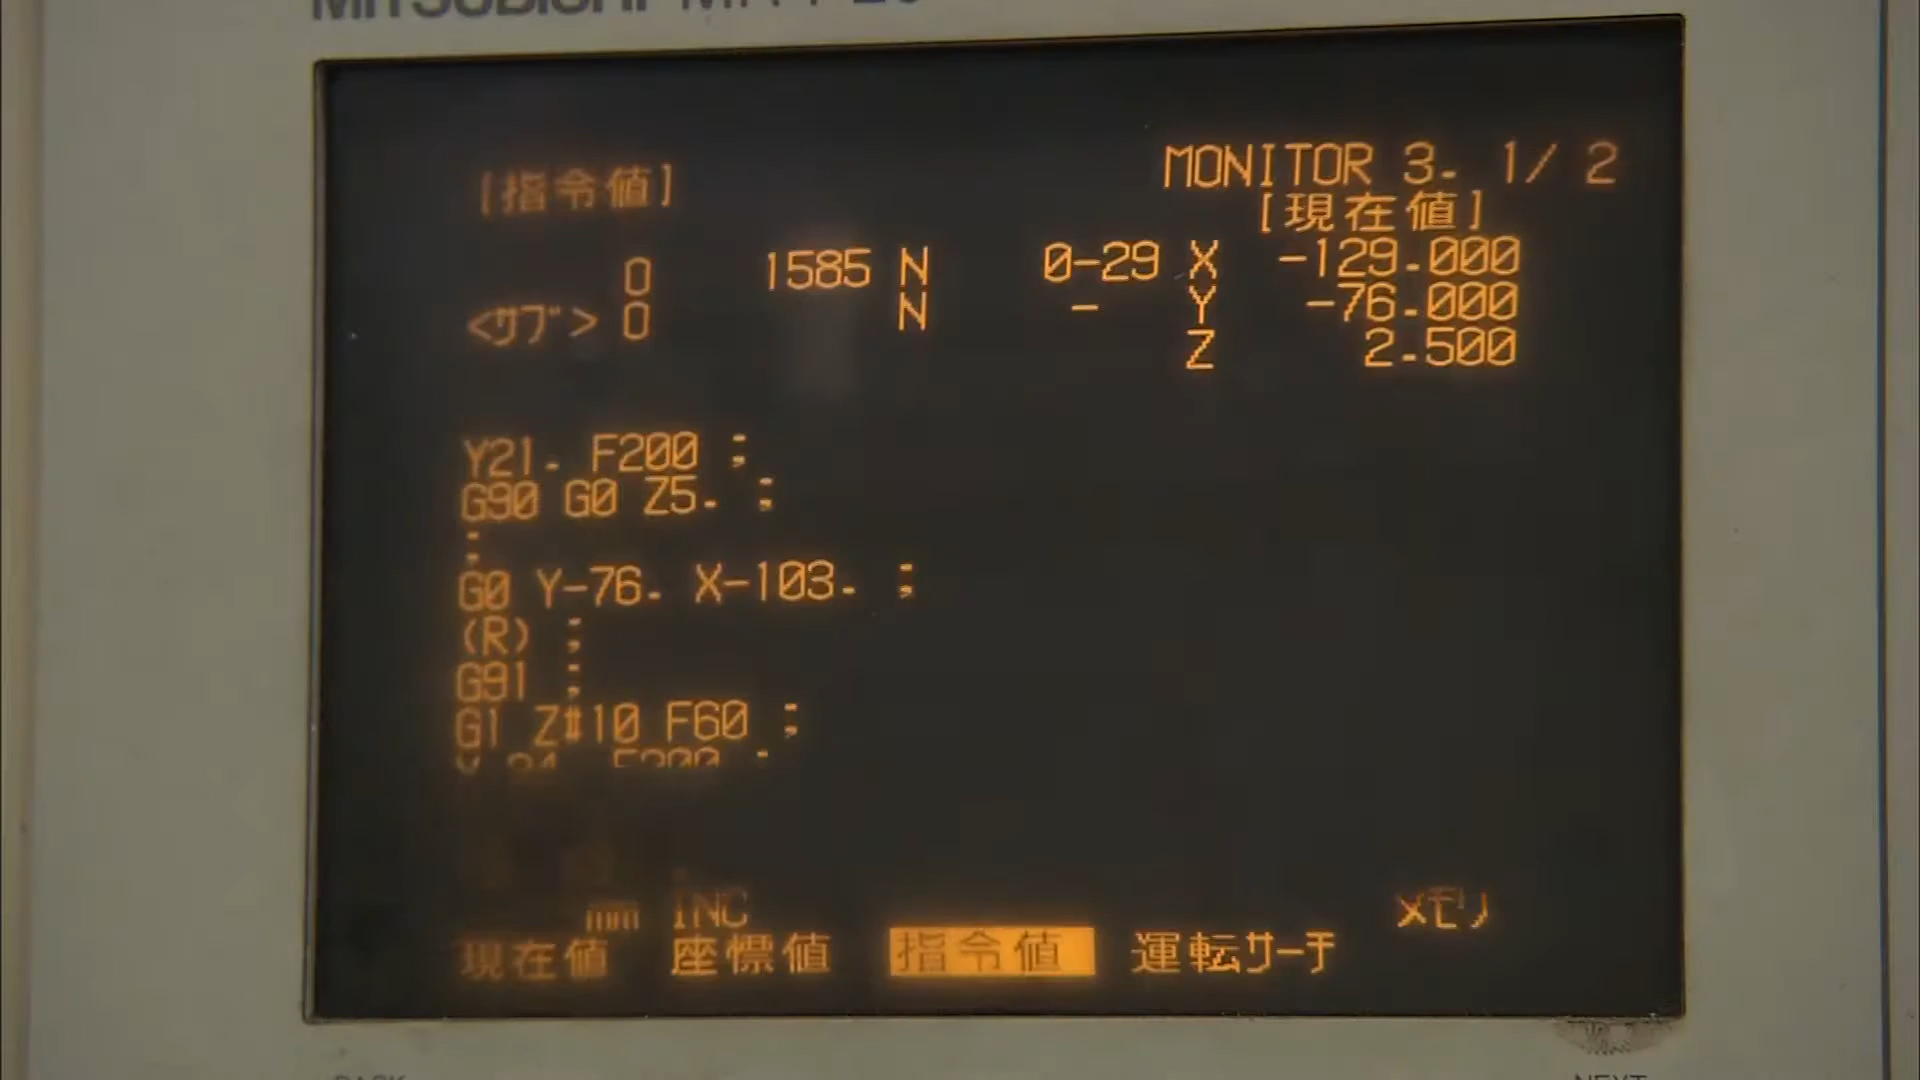 MITSUBISHI
MONITOR 3. 1/ 2
[指令値]
[現在値]
O 1585 N 0-29 X -129.000
<サブ> O N - Y -76.000
Z 2.500
Y21. F200 ;
G90 G0 Z5. ;
;
G0 Y-76. X-103. ;
(R) ;
G91 ;
G1 Z#10 F60 ;
mm INC
メモリ
現在値 座標値 指令値 運転サーチ
NEXT